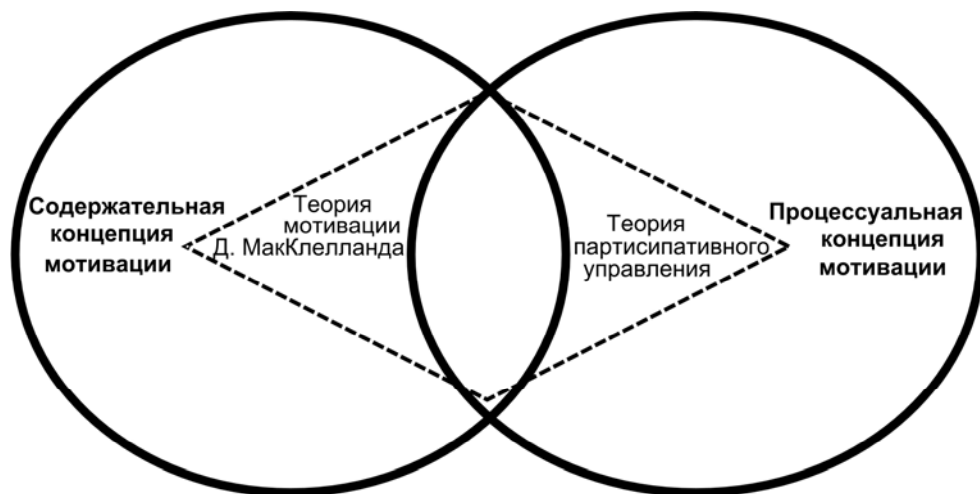 Содержательная
концепция
мотивации
Теория
мотивации
Д. МакКлелланда
Теория
партисипативного
управления
Процессуальная
концепция
мотивации